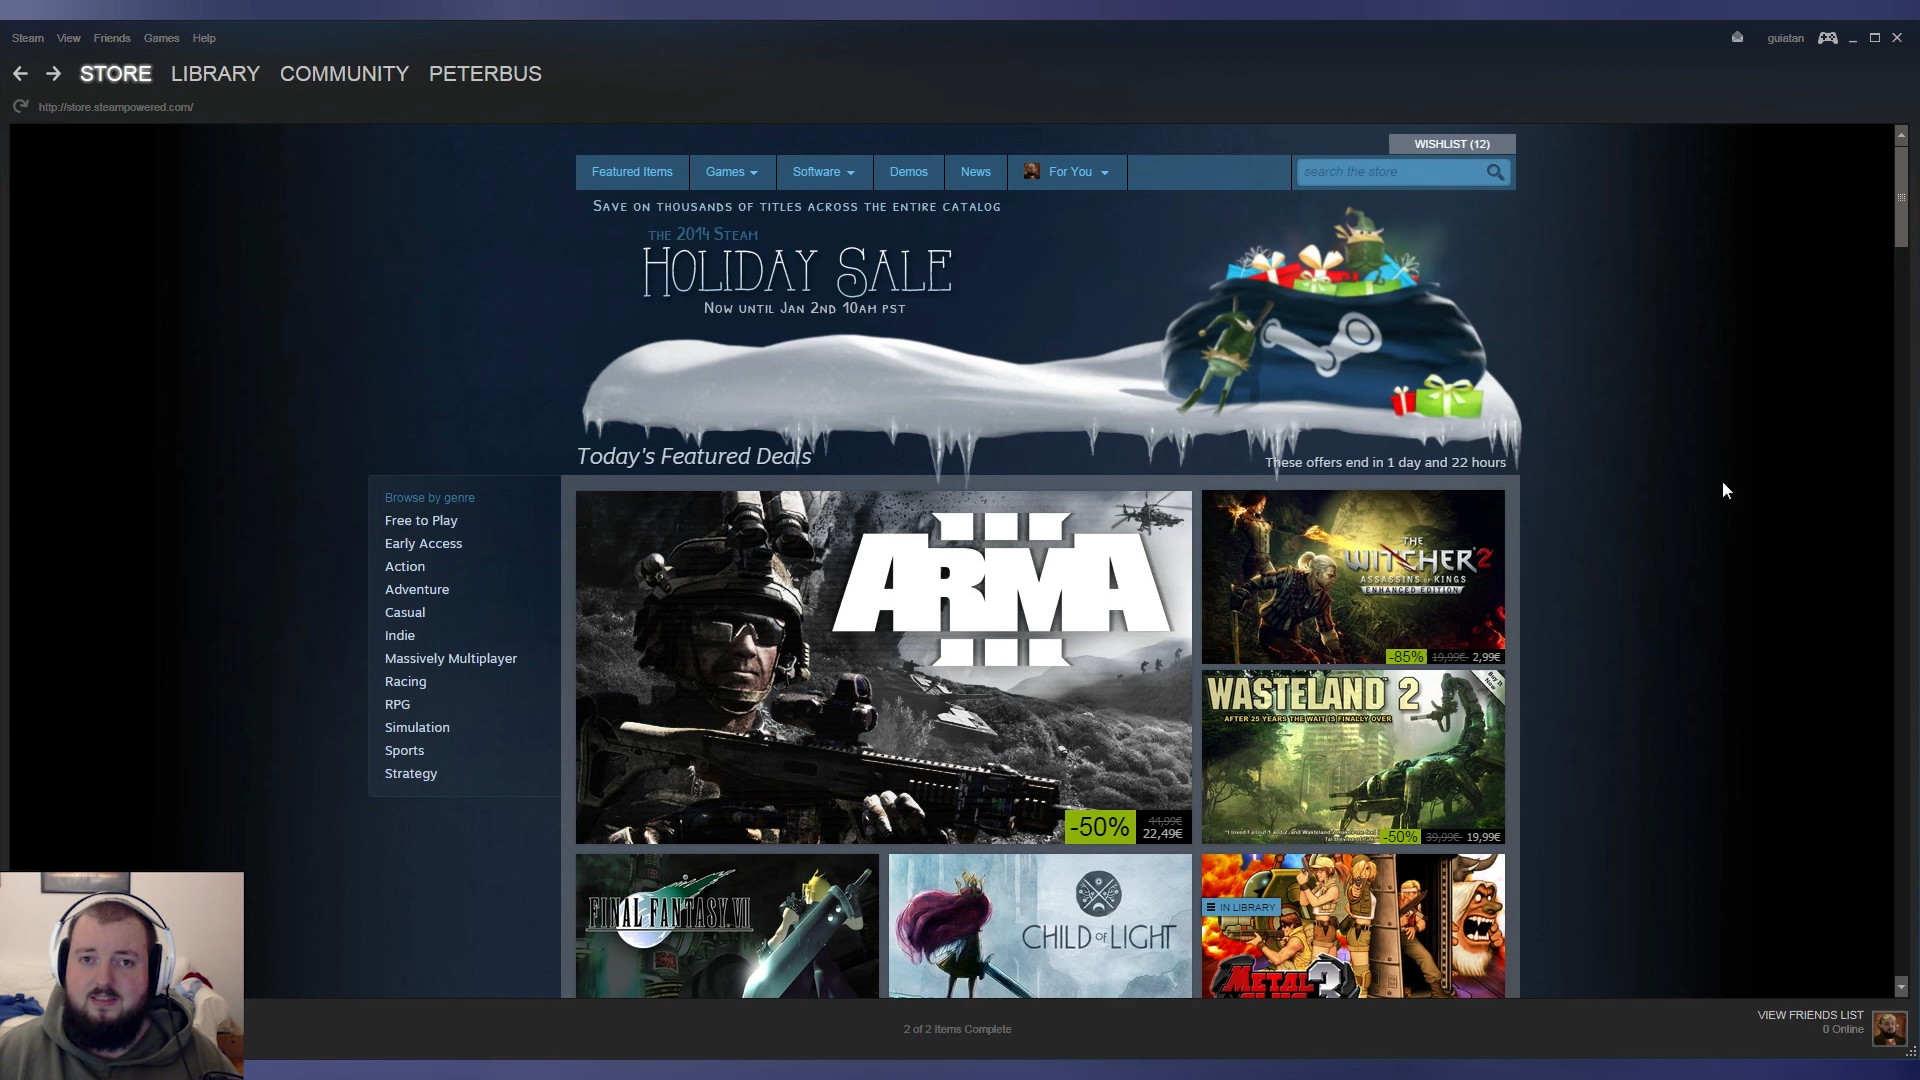 Steam View Friends Games Help
guiatan
STORE LIBRARY COMMUNITY PETERBUS
http://store.steampowered.com/
WISHLIST (12)
Featured Items Games Software Demos News For You search the store
Save on thousands of titles across the entire catalog
the 2014 Steam
Holiday Sale
Now until Jan 2nd 10am PST
Today's Featured Deals
These offers end in 1 day and 22 hours
Browse by genre
Free to Play
Early Access
Action
Adventure
Casual
Indie
Massively Multiplayer
Racing
RPG
Simulation
Sports
Strategy
III
ARMA
III
-50% 44,99€ 22,49€
THE
WITCHER 2
ASSASSINS OF KINGS
ENHANCED EDITION
-85% 19,99€ 2,99€
WASTELAND 2
AFTER 25 YEARS THE WAIT IS FINALLY OVER
Buy it Now
-50% 39,99€ 19,99€
FINAL FANTASY VII
CHILD OF LIGHT
IN LIBRARY
METAL SLUG 3
2 of 2 Items Complete
VIEW FRIENDS LIST
0 Online